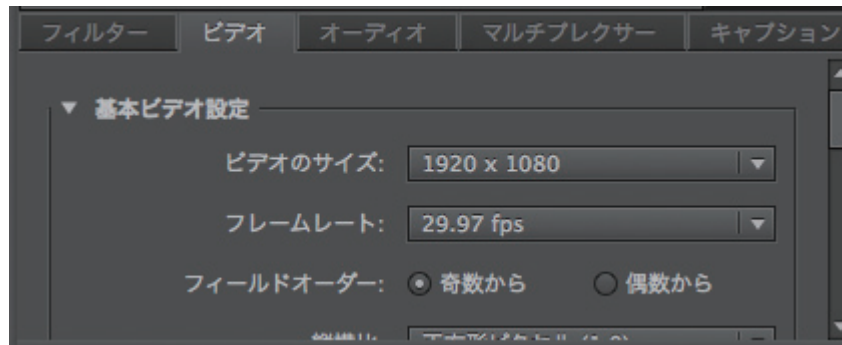 フィルター ビデオ オーディオ マルチプレクサー キャプション
▼ 基本ビデオ設定
ビデオのサイズ: 1920 x 1080
フレームレート: 29.97 fps
フィールドオーダー: 奇数から 偶数から